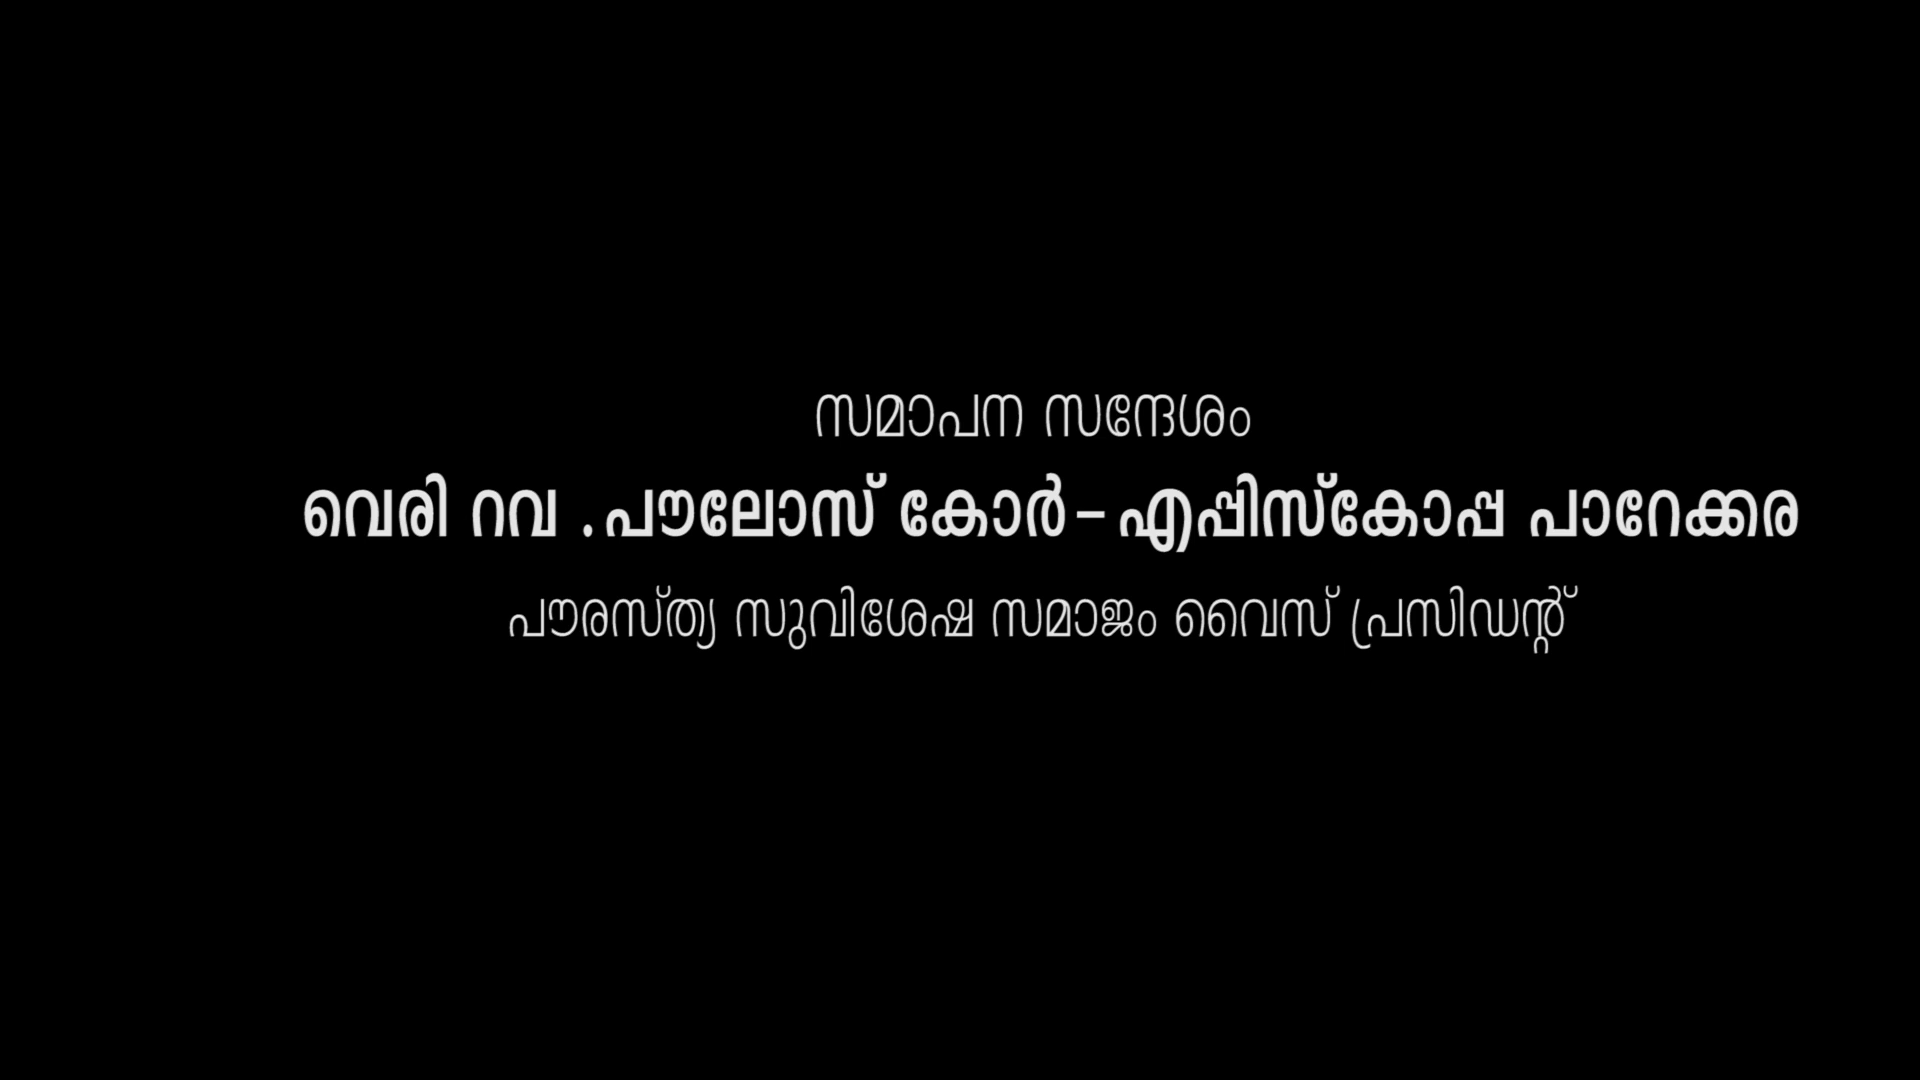 സമാപന സന്ദേശം
വെരി റവ .പൗലോസ് കോർ-എപ്പിസ്കോപ്പ പാറേക്കര
പൗരസ്ത്യ സുവിശേഷ സമാജം വൈസ് പ്രസിഡന്റ്